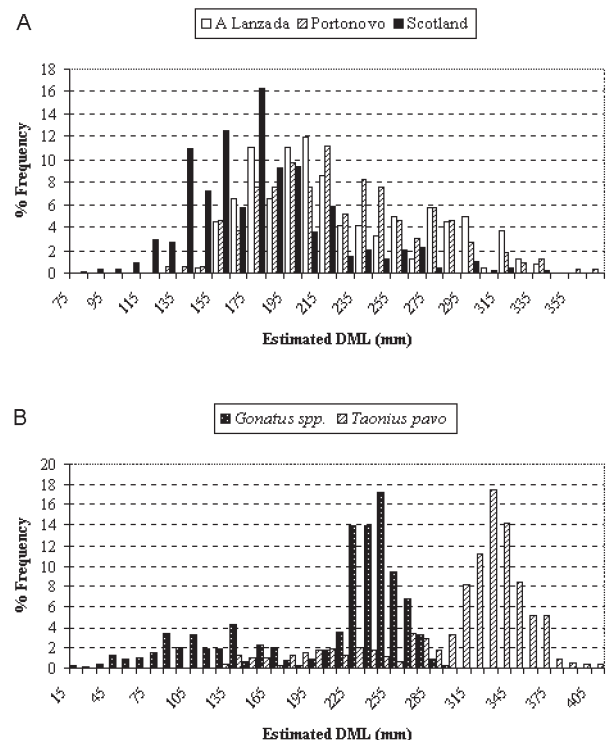 A
A Lanzada Portonovo Scotland
18
16
14
12
10
8
6
4
2
0
% Frequency
75 95 115 135 155 175 195 215 235 255 275 295 315 335 355
Estimated DML (mm)
B
Gonatus spp. Taonius pavo
20
18
16
14
12
10
8
6
4
2
0
% Frequency
15 45 75 105 135 165 195 225 255 285 315 345 375 405
Estimated DML (mm)